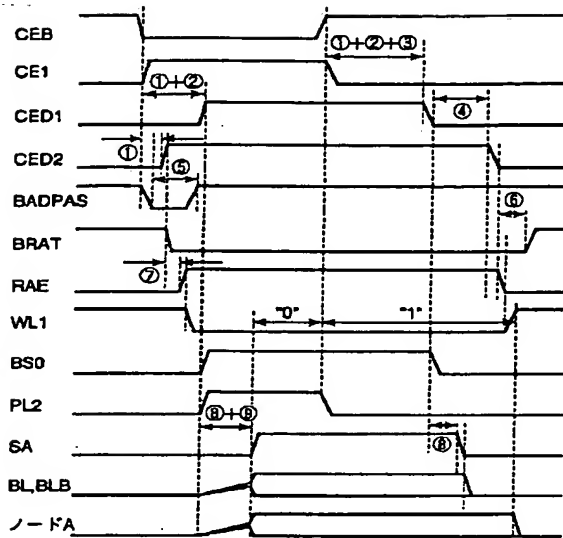 CEB
CE1 ①+② ①+②+③
CED1 ④
CED2 ① ⑤
BADPAS
BRAT ⑥
RAE ⑦
WL1 "0" "1"
BS0
PL2
SA ⑧+⑧ ⑧
BL,BLB
ノードA